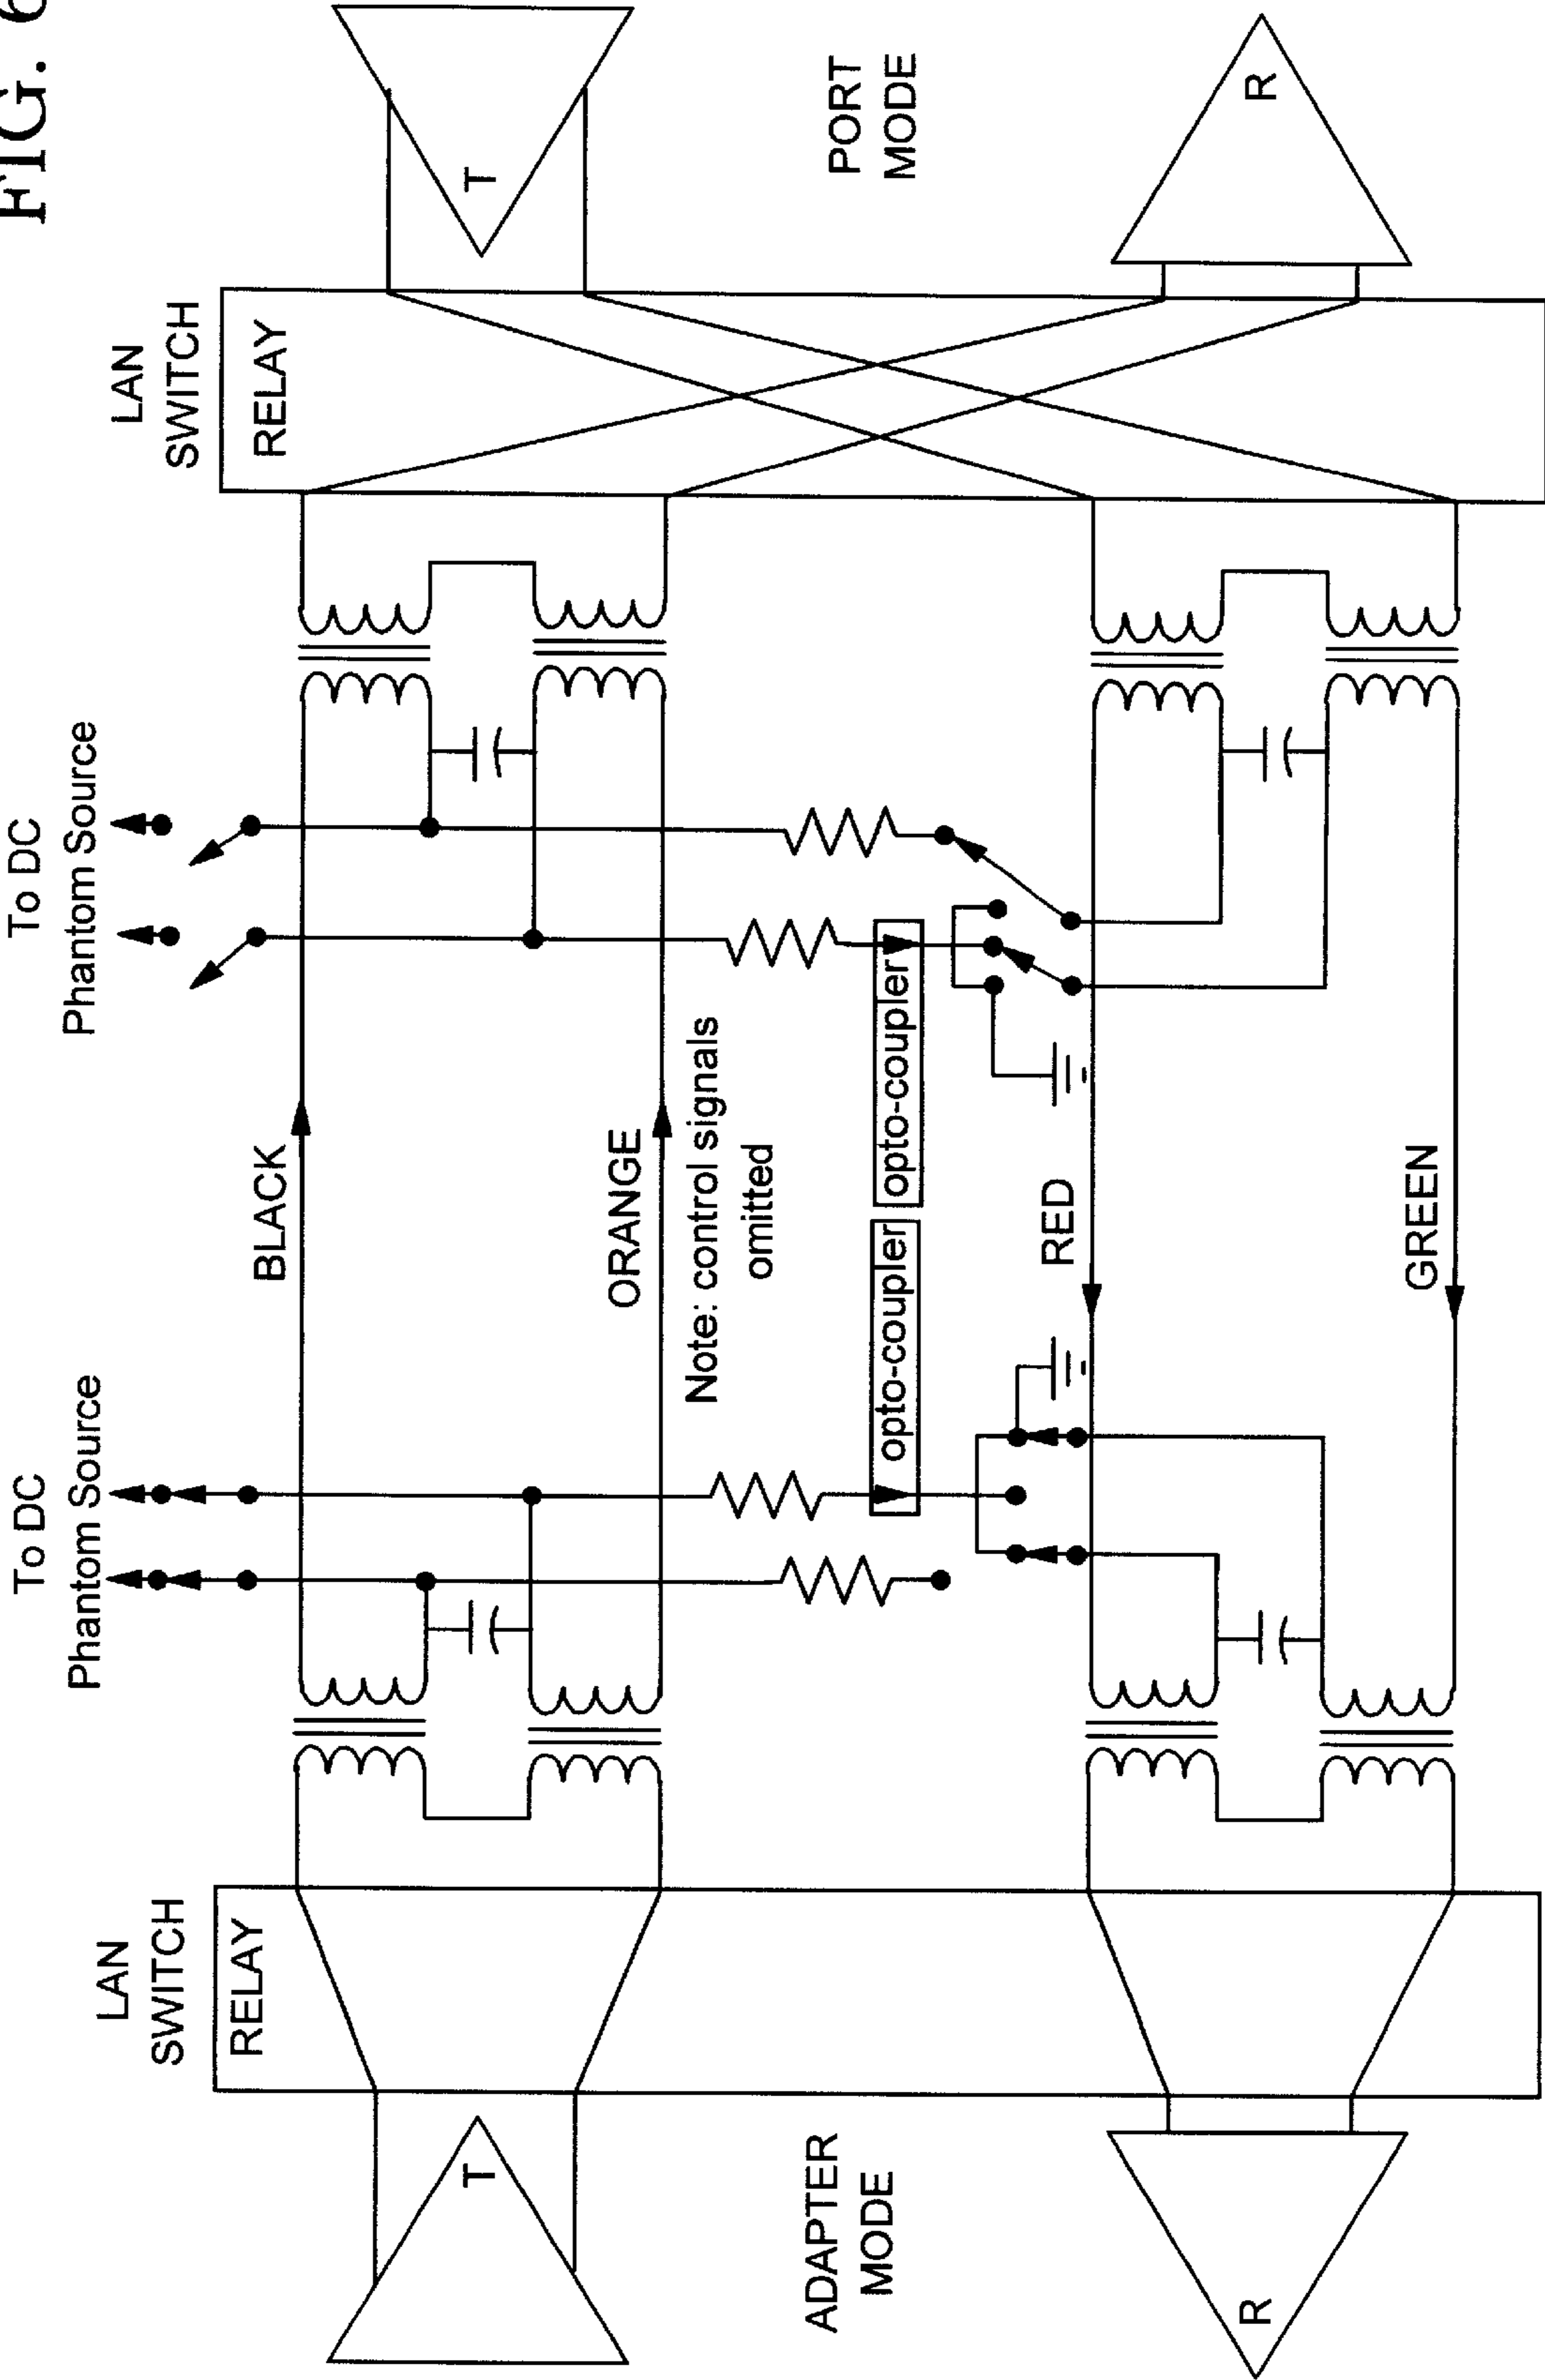 FIG. 6
To DC
Phantom Source
To DC
Phantom Source
LAN
SWITCH
LAN
SWITCH
RELAY
BLACK
RELAY
T
ORANGE
T
Note: control signals
omitted
ADAPTER
MODE
opto-coupler
opto-coupler
PORT
MODE
RED
R
GREEN
R